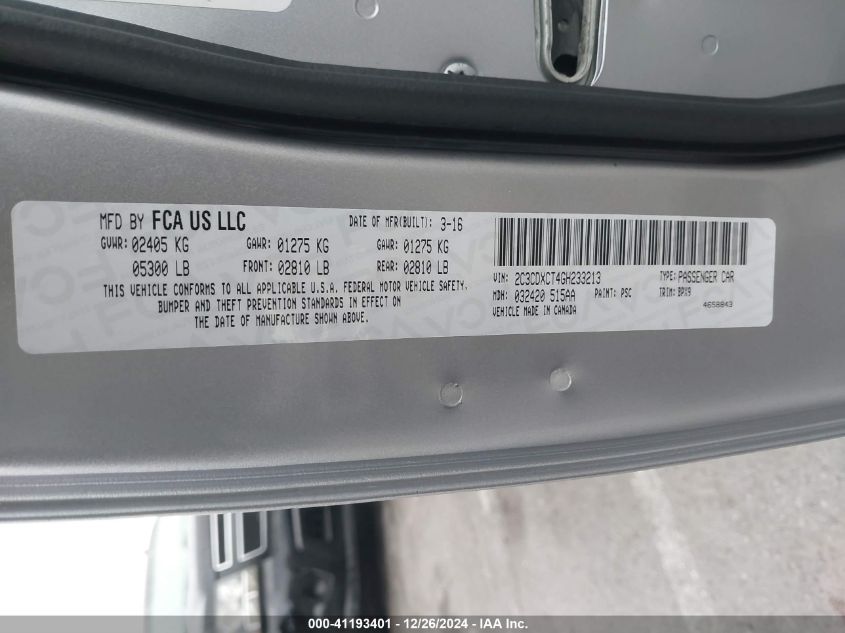 MFD BY FCA US LLC DATE OF MFR(BUILT): 3-16
GVWR: 02405 KG GAWR: 01275 KG GAWR: 01275 KG
05300 LB FRONT: 02810 LB REAR: 02810 LB
THIS VEHICLE CONFORMS TO ALL APPLICABLE U.S.A. FEDERAL MOTOR VEHICLE SAFETY,
BUMPER AND THEFT PREVENTION STANDARDS IN EFFECT ON
THE DATE OF MANUFACTURE SHOWN ABOVE.
VIN: 2C3CDXCT4GH233213 TYPE: PASSENGER CAR
MDH: 032420 515AA PAINT: PSC TRIM: BPX9
VEHICLE MADE IN CANADA 4658843
000-41193401 - 12/26/2024 - IAA Inc.